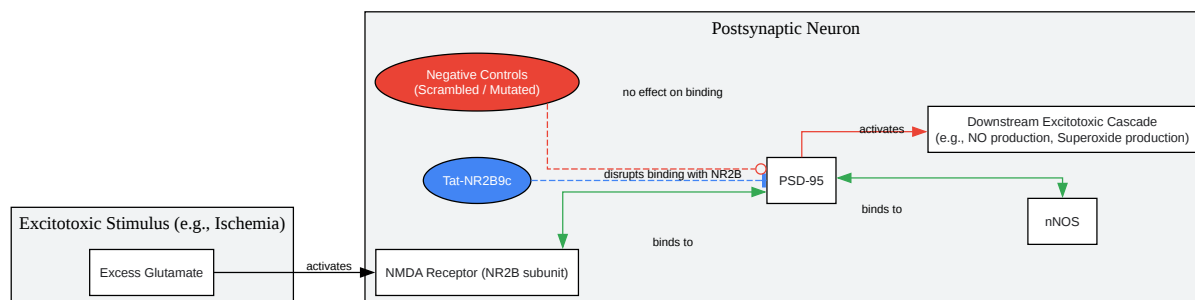 Postsynaptic Neuron
Negative Controls
(Scrambled / Mutated)
no effect on binding
Downstream Excitotoxic Cascade
(e.g., NO production, Superoxide production)
activates
Tat-NR2B9c
disrupts binding with NR2B
PSD-95
binds to
nNOS
Excitotoxic Stimulus (e.g., Ischemia)
binds to
Excess Glutamate
activates
NMDA Receptor (NR2B subunit)